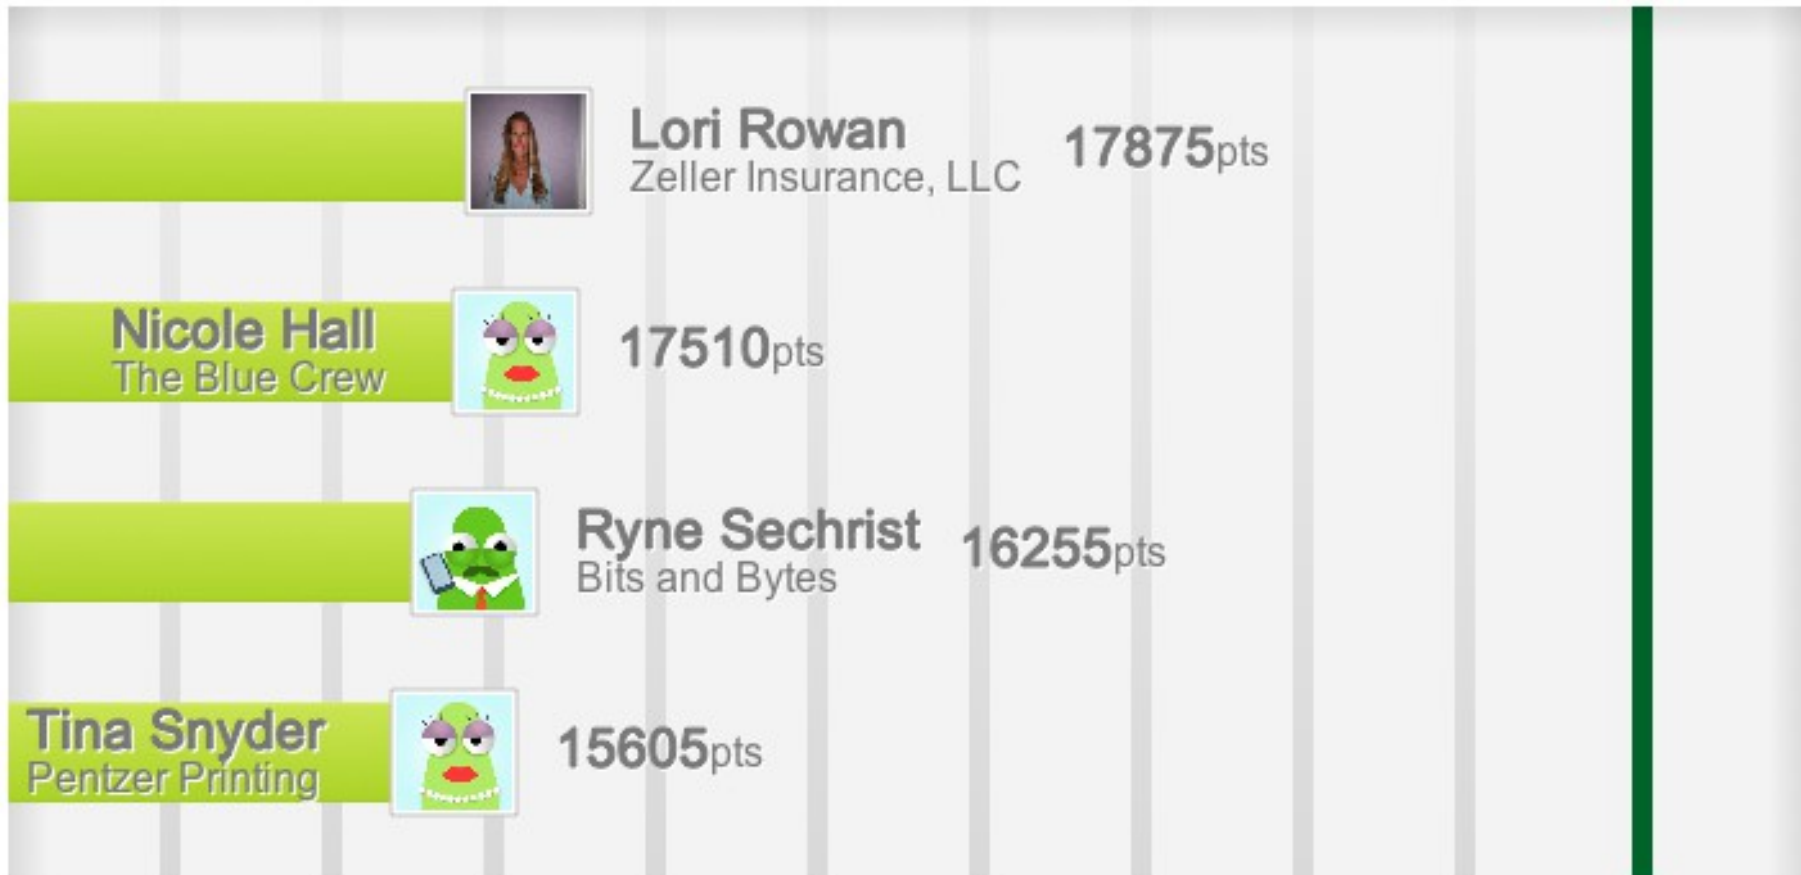 Lori Rowan
Zeller Insurance, LLC
17875pts
Nicole Hall
The Blue Crew
17510pts
Ryne Sechrist
Bits and Bytes
16255pts
Tina Snyder
Pentzer Printing
15605pts